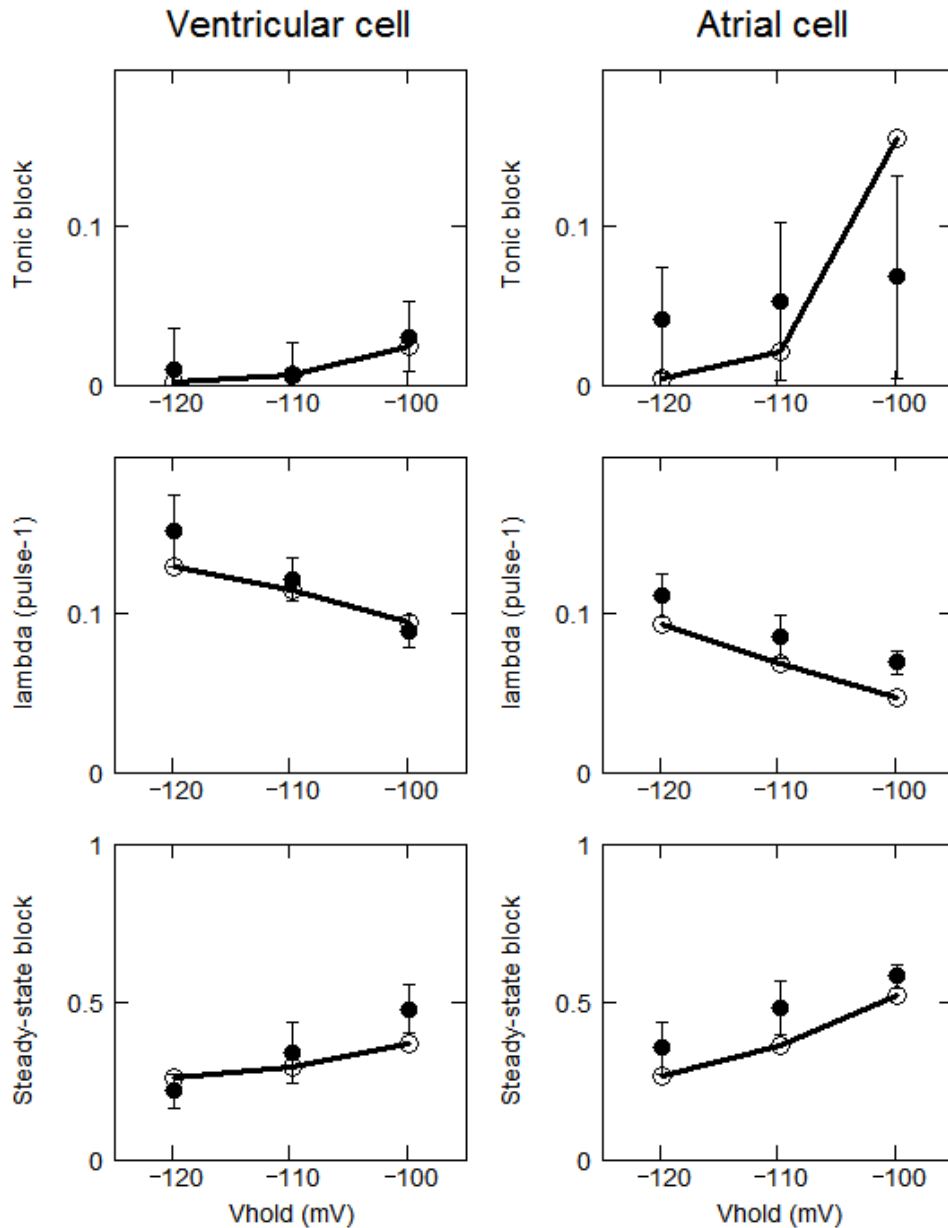 Ventricular cell
Atrial cell
Tonic block
0.1
0
−120 −110 −100
Tonic block
0.1
0
−120 −110 −100
lambda (pulse-1)
0.1
0
−120 −110 −100
lambda (pulse-1)
0.1
0
−120 −110 −100
Steady-state block
1
0.5
0
−120 −110 −100
Vhold (mV)
Steady-state block
1
0.5
0
−120 −110 −100
Vhold (mV)